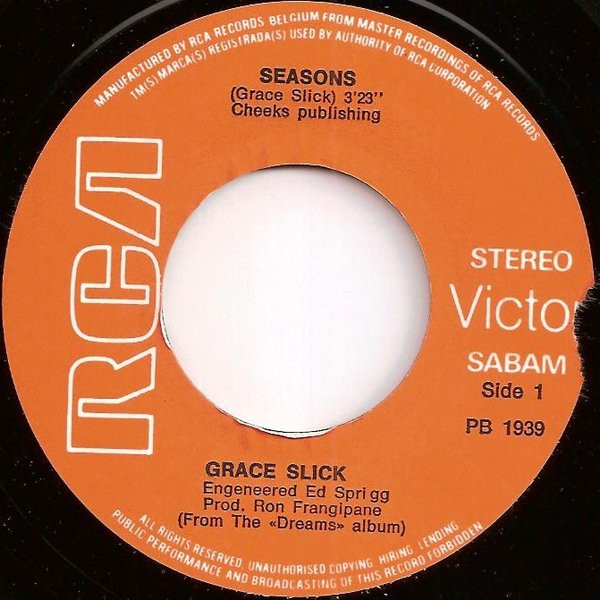 MANUFACTURED BY RCA RECORDS BELGIUM FROM MASTER RECORDINGS OF RCA RECORDS
TM(S) MARCA(S) REGISTRADA(S) USED BY AUTHORITY OF RCA CORPORATION
SEASONS
(Grace Slick) 3'23''
Cheeks publishing
RCA
STEREO
Victo
SABAM
Side 1
PB 1939
GRACE SLICK
Engeneered Ed Sprigg
Prod. Ron Frangipane
(From The «Dreams» album)
ALL RIGHTS RESERVED. UNAUTHORISED COPYING, HIRING, LENDING
PUBLIC PERFORMANCE AND BROADCASTING OF THIS RECORD FORBIDDEN